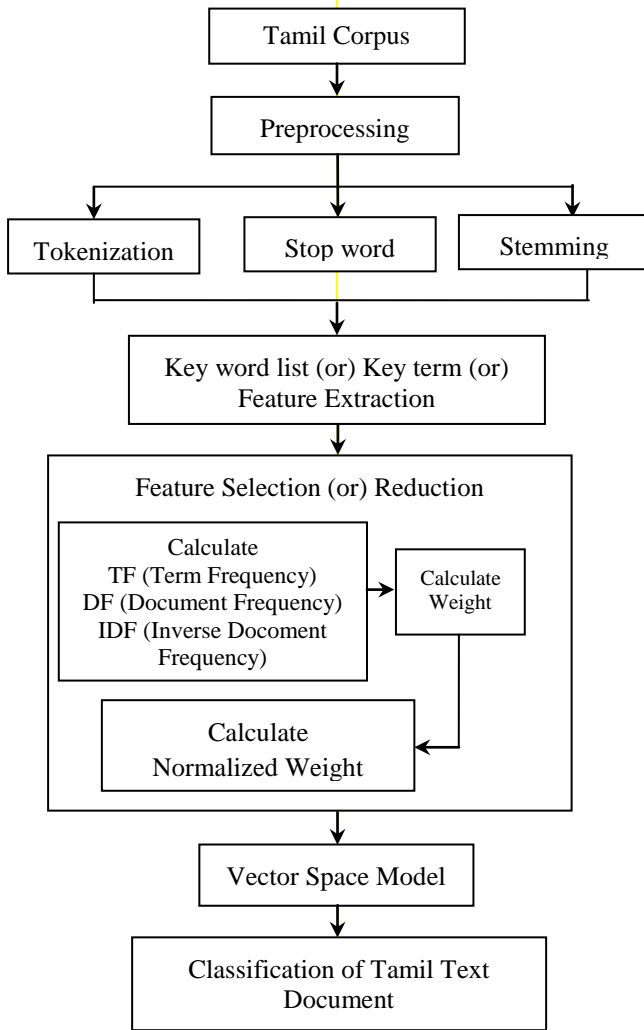 Tamil Corpus
Preprocessing
Tokenization
Stop word
Stemming
Key word list (or) Key term (or)
Feature Extraction
Feature Selection (or) Reduction
Calculate
TF (Term Frequency)
DF (Document Frequency)
IDF (Inverse Docoment
Frequency)
Calculate
Weight
Calculate
Normalized Weight
Vector Space Model
Classification of Tamil Text
Document